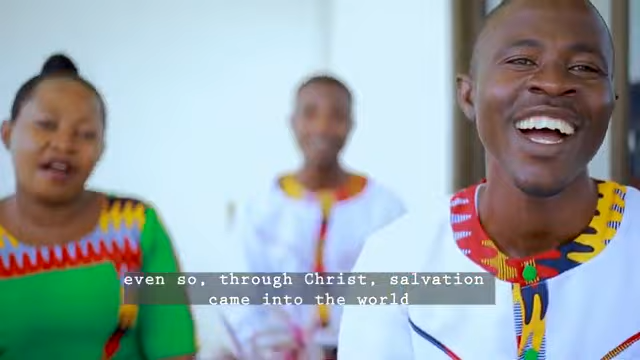 even so, through Christ, salvation
came into the world